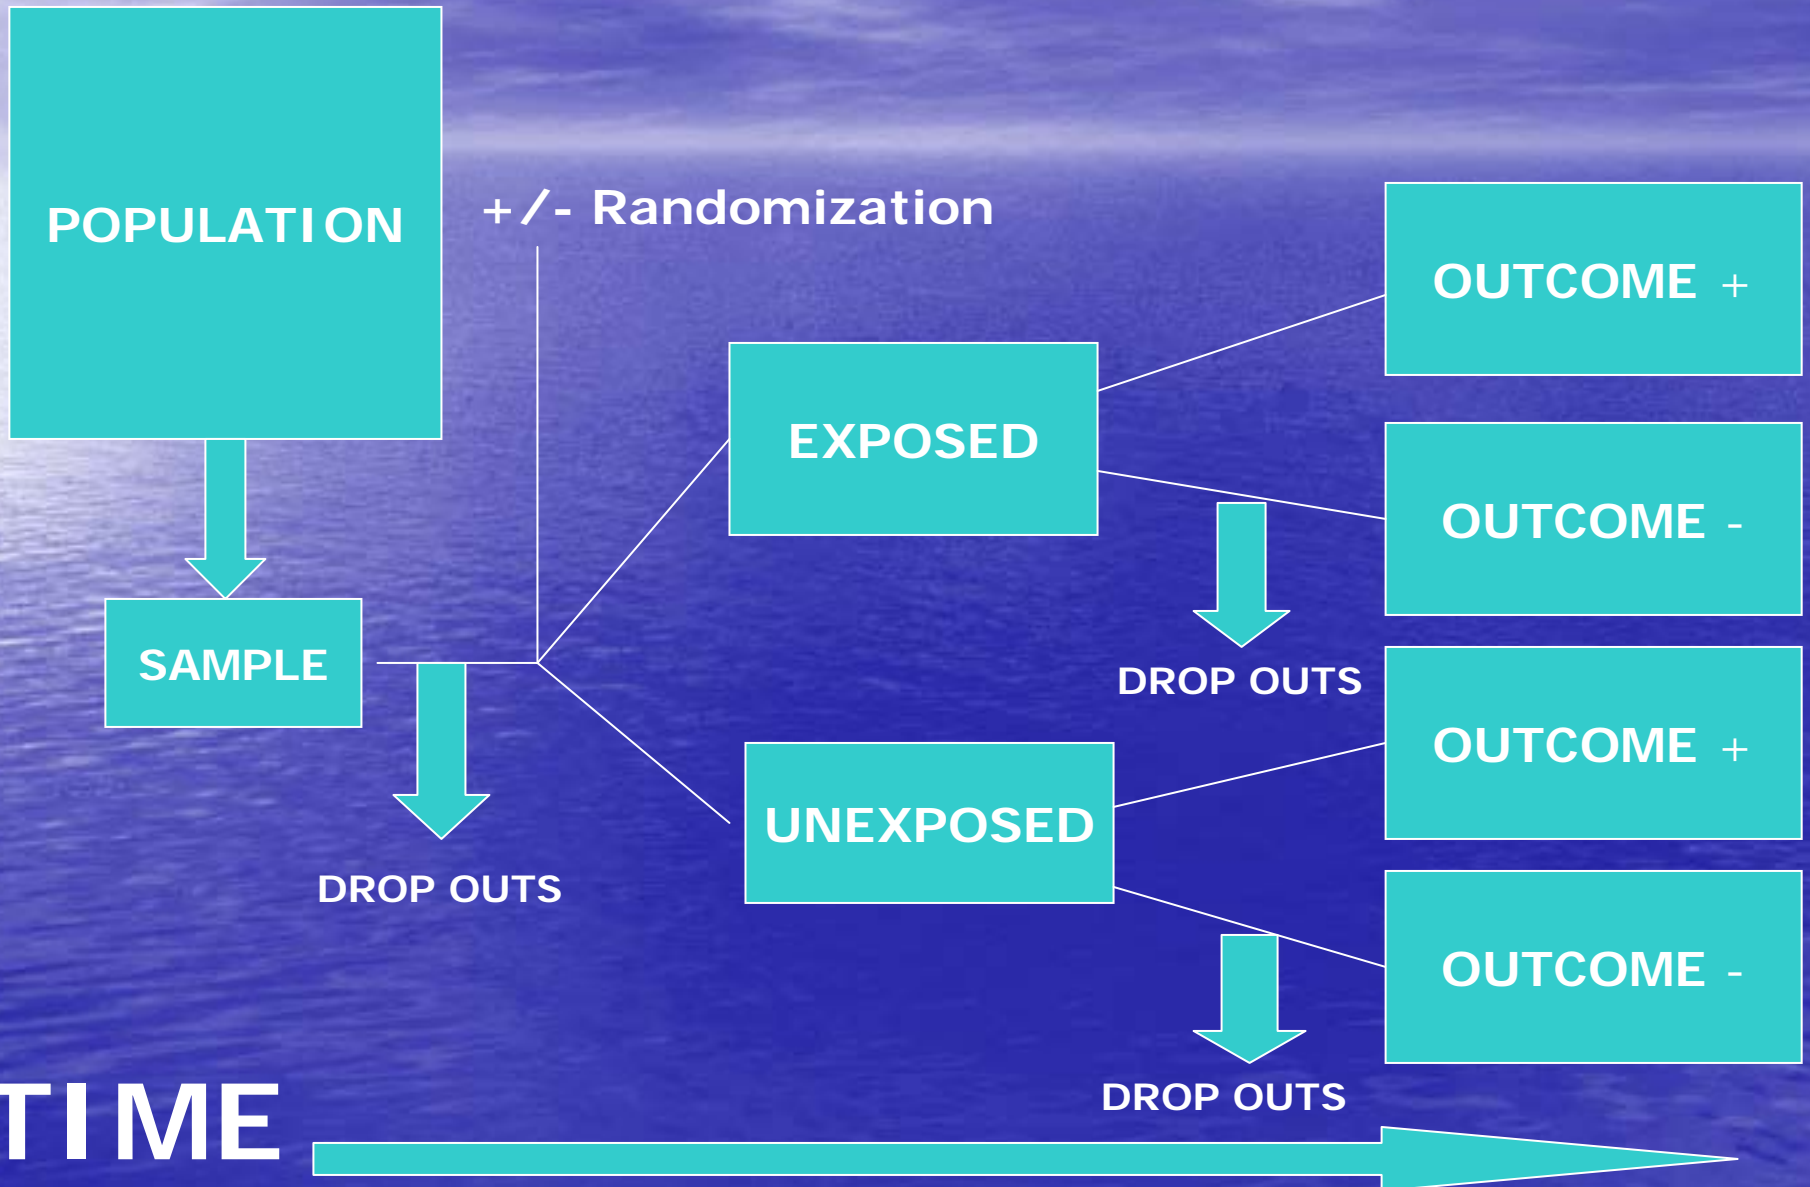 POPULATION
+/- Randomization
OUTCOME +
EXPOSED
OUTCOME -
SAMPLE
DROP OUTS
OUTCOME +
UNEXPOSED
DROP OUTS
OUTCOME -
DROP OUTS
TIME